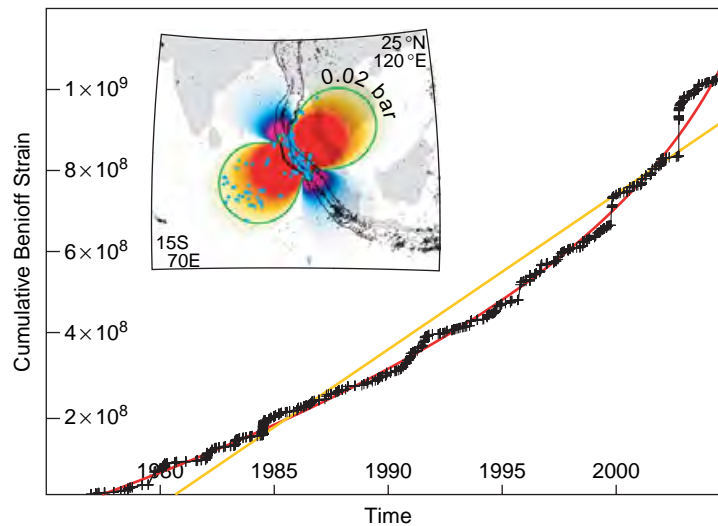 25 °N
120 °E
0.02 bar
15S
70E
1×10⁹
8×10⁸
6×10⁸
4×10⁸
2×10⁸
Cumulative Benioff Strain
1980 1985 1990 1995 2000
Time